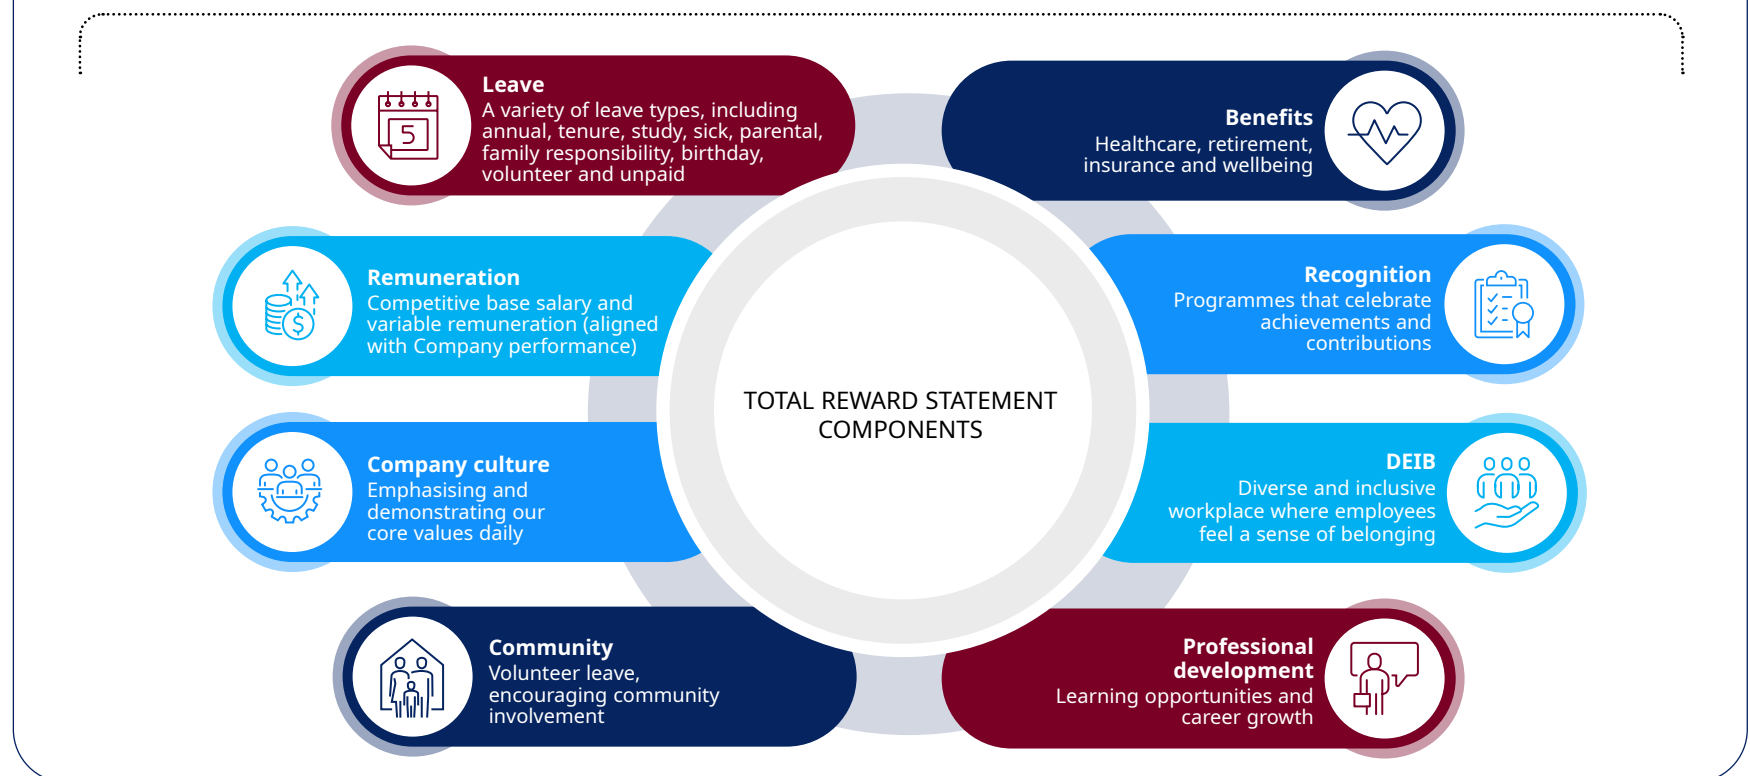 Leave
A variety of leave types, including
annual, tenure, study, sick, parental,
family responsibility, birthday,
volunteer and unpaid
Benefits
Healthcare, retirement,
insurance and wellbeing
5
Remuneration
Competitive base salary and
variable remuneration (aligned
with Company performance)
$
Recognition
Programmes that celebrate
achievements and
contributions
TOTAL REWARD STATEMENT
COMPONENTS
Company culture
Emphasising and
demonstrating our
core values daily
DEIB
Diverse and inclusive
workplace where employees
feel a sense of belonging
Community
Volunteer leave,
encouraging community
involvement
Professional
development
Learning opportunities and
career growth